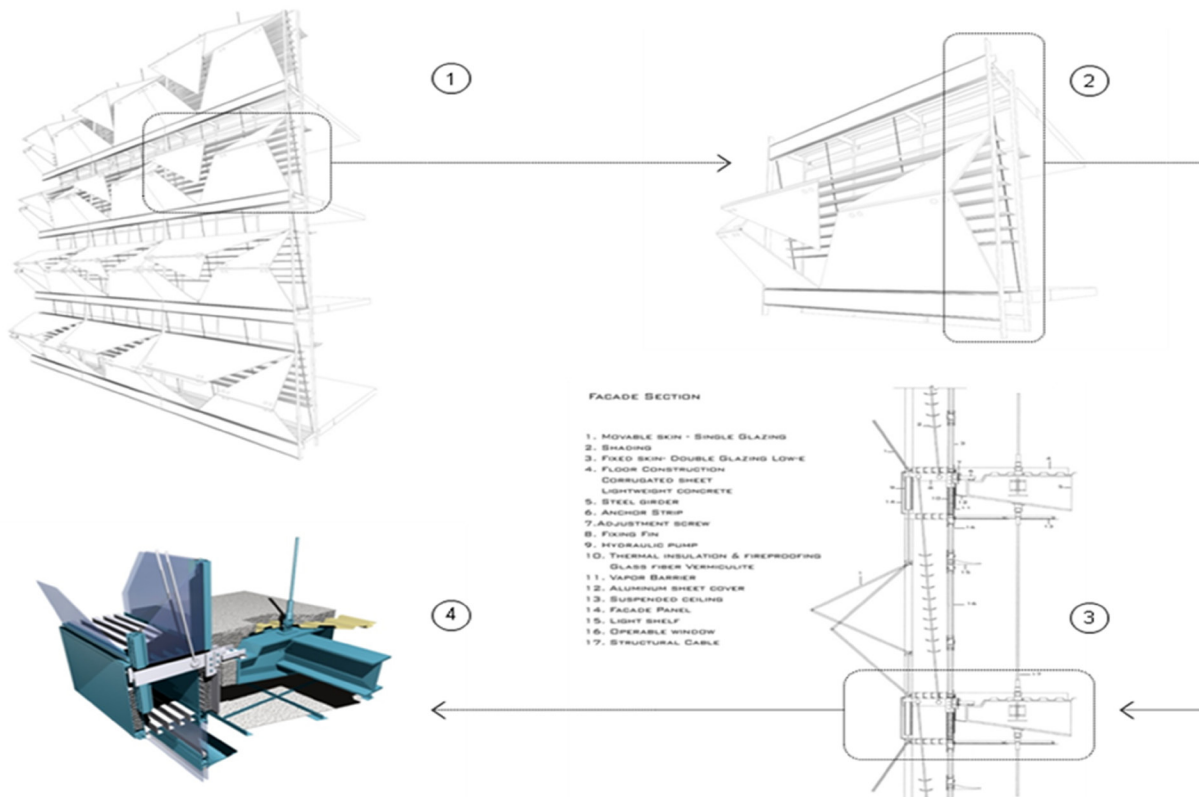 1
2
FACADE SECTION
1. MOVABLE SKIN - SINGLE GLAZING
2. SHADING
3. FIXED SKIN- DOUBLE GLAZING LOW-E
4. FLOOR CONSTRUCTION
CORRUGATED SHEET
LIGHTWEIGHT CONCRETE
5. STEEL GIRDER
6. ANCHOR STRIP
7.ADJUSTMENT SCREW
8. FIXING FIN
9. HYDRAULIC PUMP
10. THERMAL INSULATION & FIREPROOFING
GLASS FIBER VERMICULITE
11. VAPOR BARRIER
12. ALUMINUM SHEET COVER
13. SUSPENDED CEILING
14. FACADE PANEL
15. LIGHT SHELF
16. OPERABLE WINDOW
17. STRUCTURAL CABLE
4
3